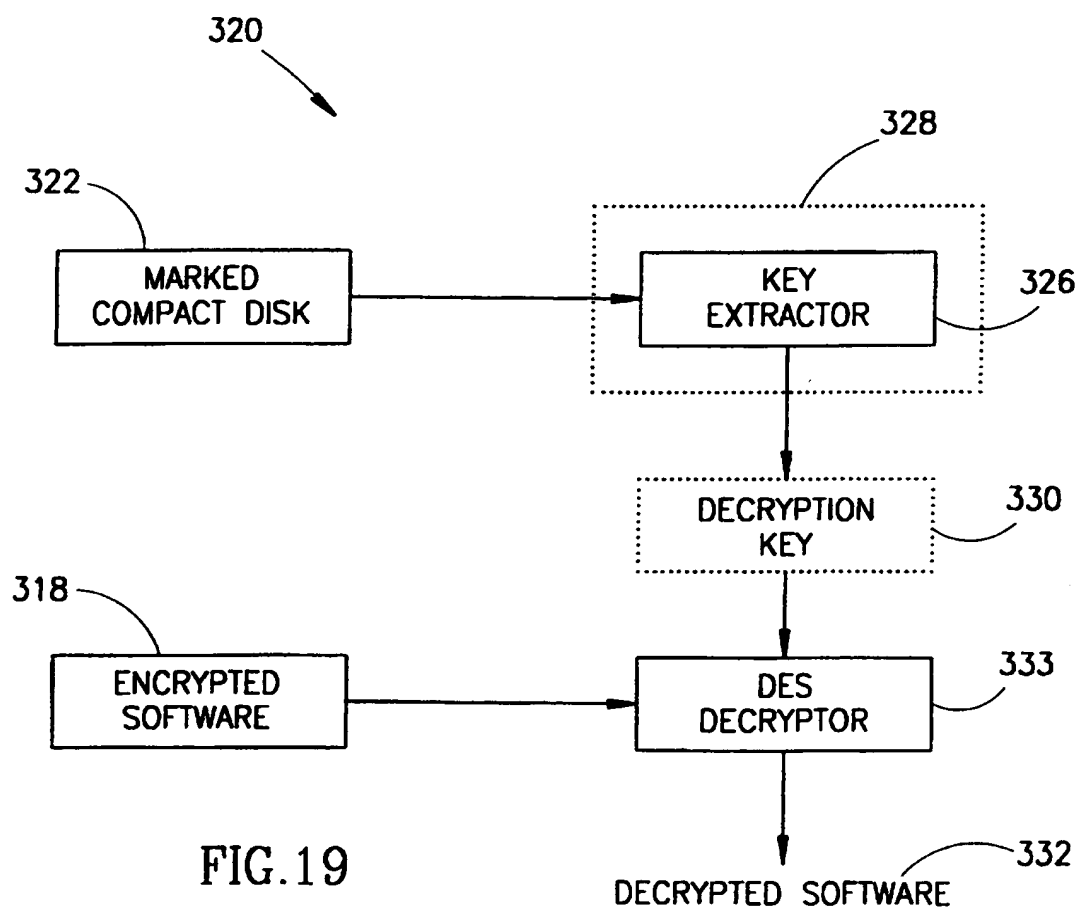 320
328
322
MARKED
COMPACT DISK
KEY
EXTRACTOR
326
DECRYPTION
KEY
330
318
ENCRYPTED
SOFTWARE
DES
DECRYPTOR
333
FIG.19
DECRYPTED SOFTWARE
332